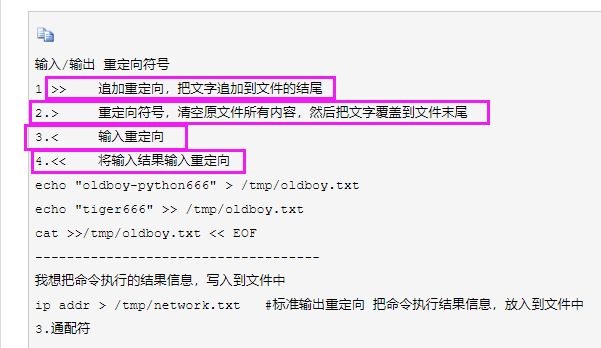 输入/输出 重定向符号
1 >> 追加重定向，把文字追加到文件的结尾
2.> 重定向符号，清空原文件所有内容，然后把文字覆盖到文件末尾
3.< 输入重定向
4.<< 将输入结果输入重定向
echo "oldboy-python666" > /tmp/oldboy.txt
echo "tiger666" >> /tmp/oldboy.txt
cat >>/tmp/oldboy.txt << EOF
-----------------------------------
我想把命令执行的结果信息，写入到文件中
ip addr > /tmp/network.txt #标准输出重定向 把命令执行结果信息，放入到文件中
3.通配符